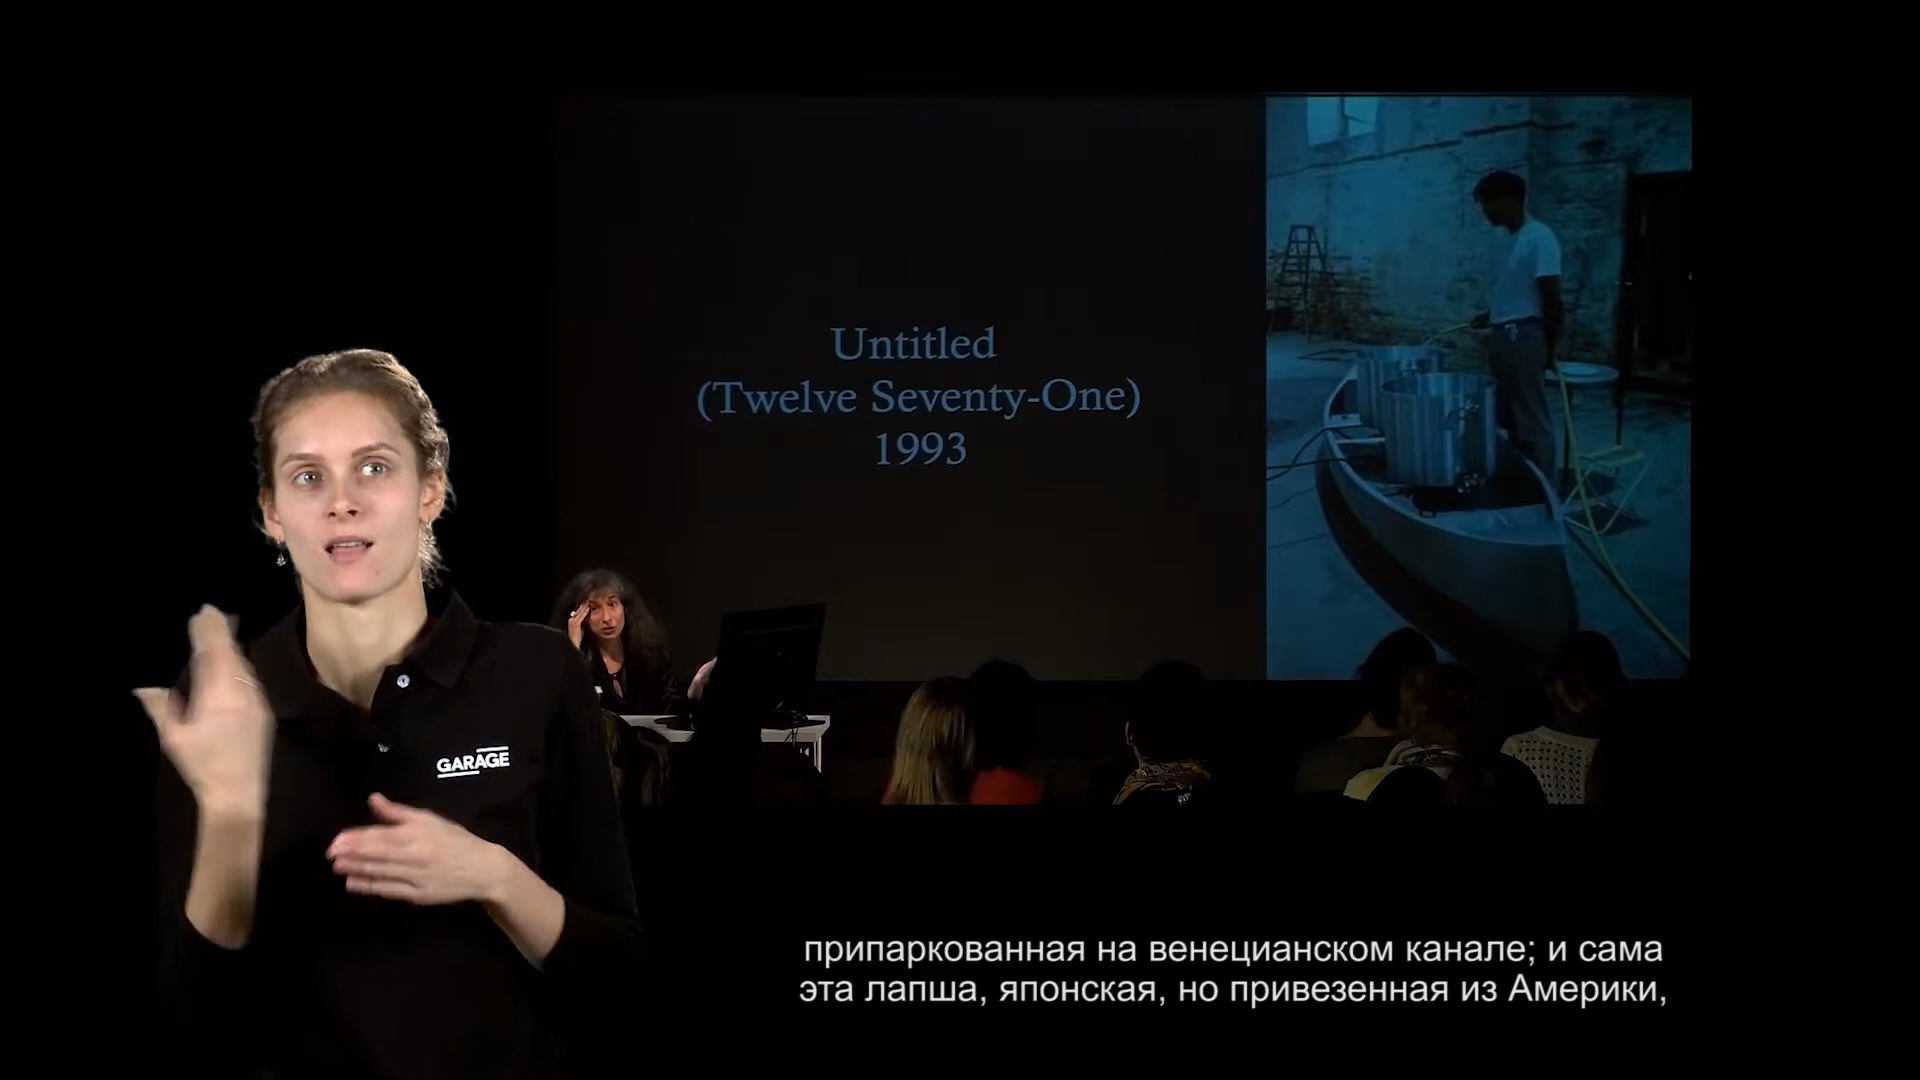 Untitled
(Twelve Seventy-One)
1993
GARAGE
припаркованная на венецианском канале; и сама
эта лапша, японская, но привезенная из Америки,